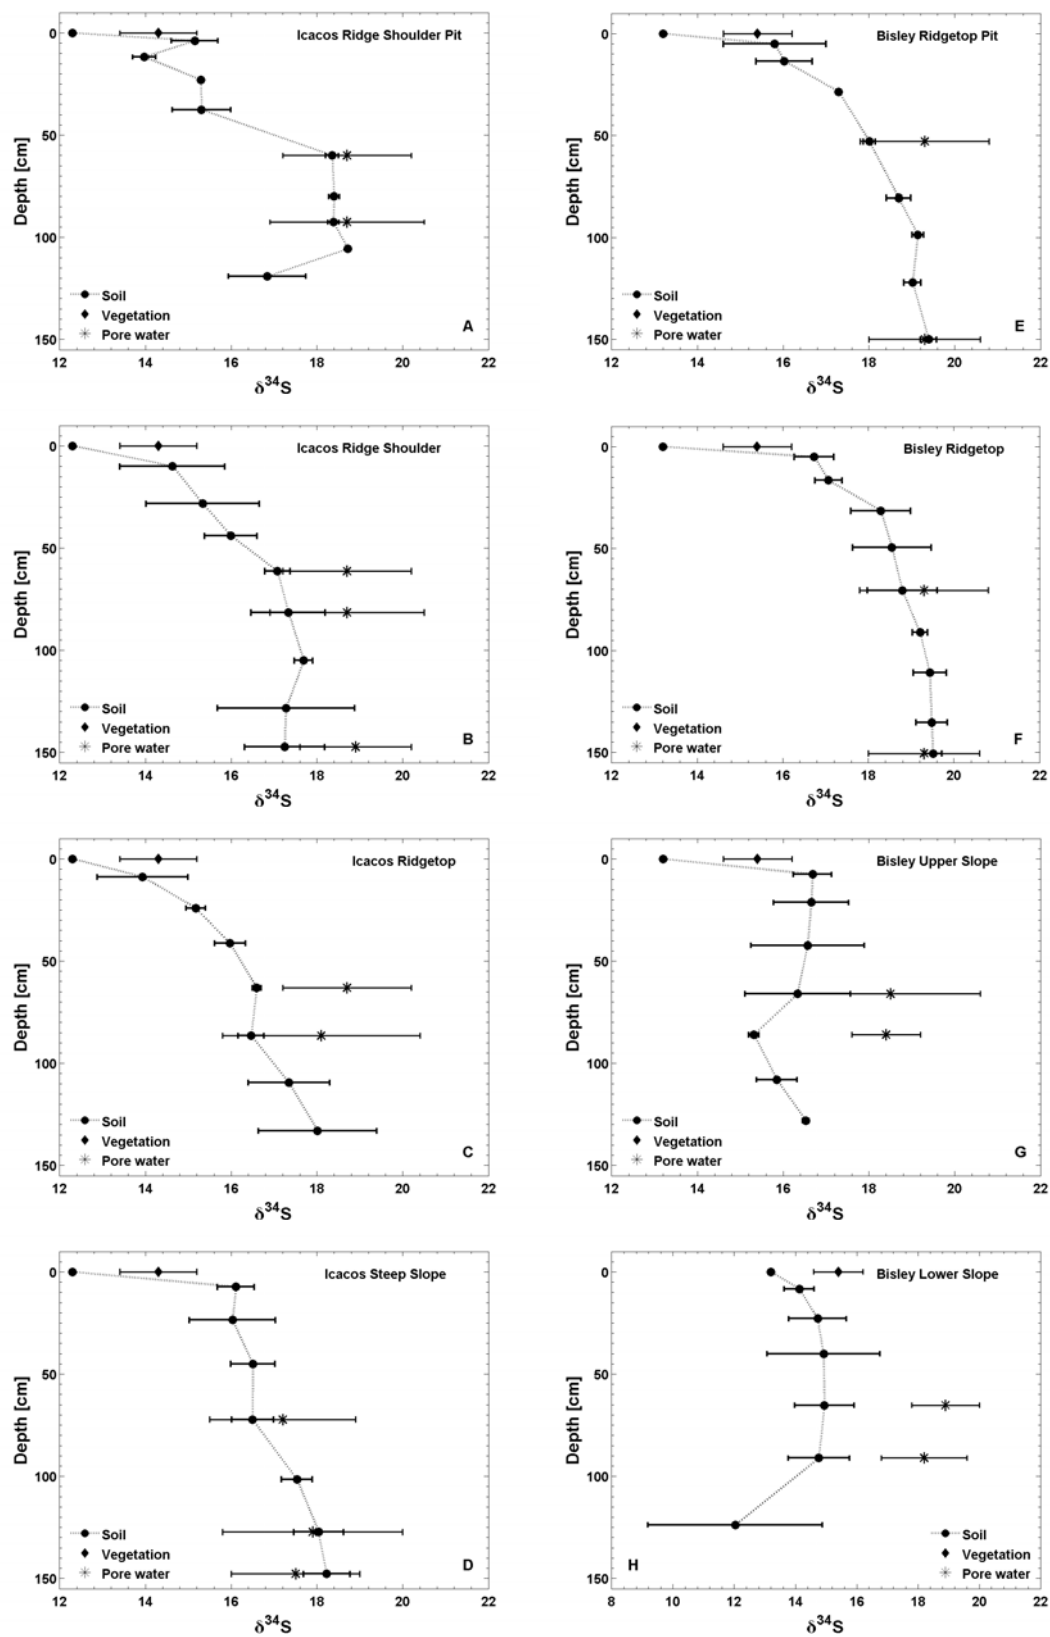 Icacos Ridge Shoulder Pit
0
50
100
150
Depth [cm]
Soil
Vegetation
Pore water
A
12 14 16 18 20 22
δ34S
Bisley Ridgetop Pit
0
50
100
150
Depth [cm]
Soil
Vegetation
Pore water
E
12 14 16 18 20 22
δ34S
Icacos Ridge Shoulder
0
50
100
150
Depth [cm]
Soil
Vegetation
Pore water
B
12 14 16 18 20 22
δ34S
Bisley Ridgetop
0
50
100
150
Depth [cm]
Soil
Vegetation
Pore water
F
12 14 16 18 20 22
δ34S
Icacos Ridgetop
0
50
100
150
Depth [cm]
Soil
Vegetation
Pore water
C
12 14 16 18 20 22
δ34S
Bisley Upper Slope
0
50
100
150
Depth [cm]
Soil
Vegetation
Pore water
G
12 14 16 18 20 22
δ34S
Icacos Steep Slope
0
50
100
150
Depth [cm]
Soil
Vegetation
Pore water
D
12 14 16 18 20 22
δ34S
Bisley Lower Slope
0
50
100
150
Depth [cm]
H
Soil
Vegetation
Pore water
8 10 12 14 16 18 20 22
δ34S